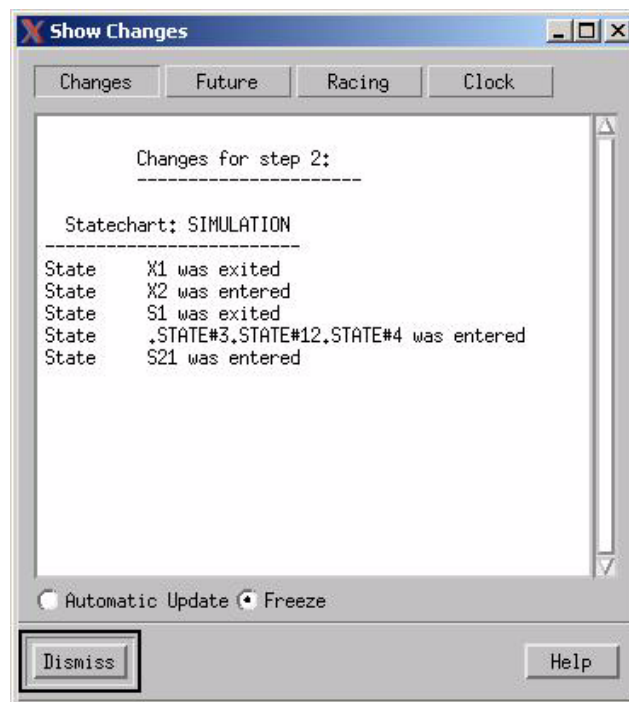 Show Changes
Changes Future Racing Clock
Changes for step 2:
----------------------
Statechart: SIMULATION
-------------------------
State X1 was exited
State X2 was entered
State S1 was exited
State .STATE#3.STATE#12.STATE#4 was entered
State S21 was entered
Automatic Update Freeze
Dismiss Help